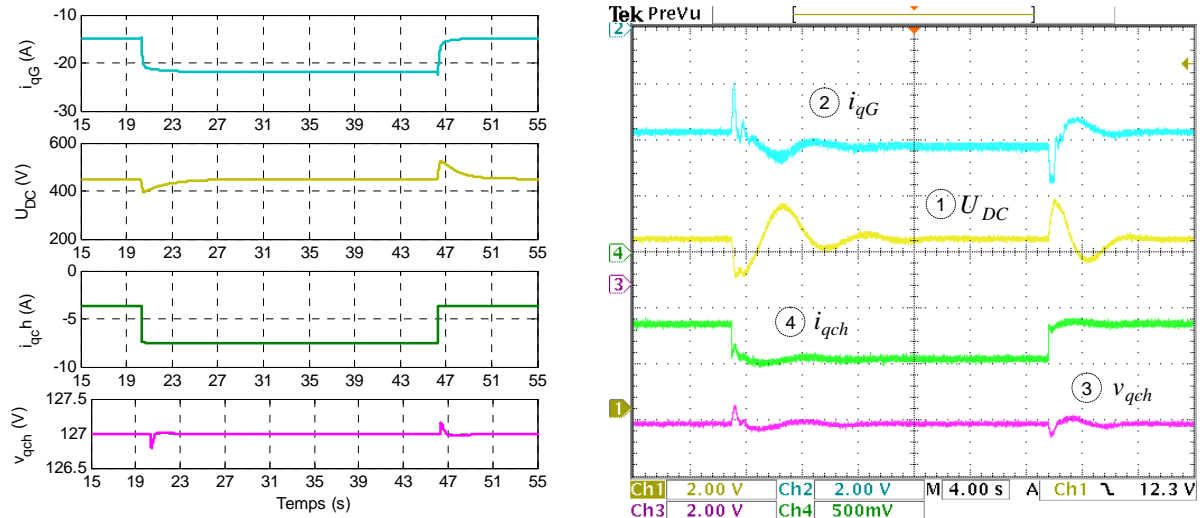 -10
-20
-30
i_qG (A)
15 19 23 27 31 35 39 43 47 51 55
600
400
200
U_DC (V)
15 19 23 27 31 35 39 43 47 51 55
0
-5
-10
i_qch (A)
15 19 23 27 31 35 39 43 47 51 55
127.5
127
126.5
v_qch (V)
15 19 23 27 31 35 39 43 47 51 55
Temps (s)
Tek PreVu
2
2 i_qG
1 U_DC
4
3
4 i_qch
3 v_qch
1
Ch1 2.00 V Ch2 2.00 V M 4.00 s A Ch1 12.3 V
Ch3 2.00 V Ch4 500mV